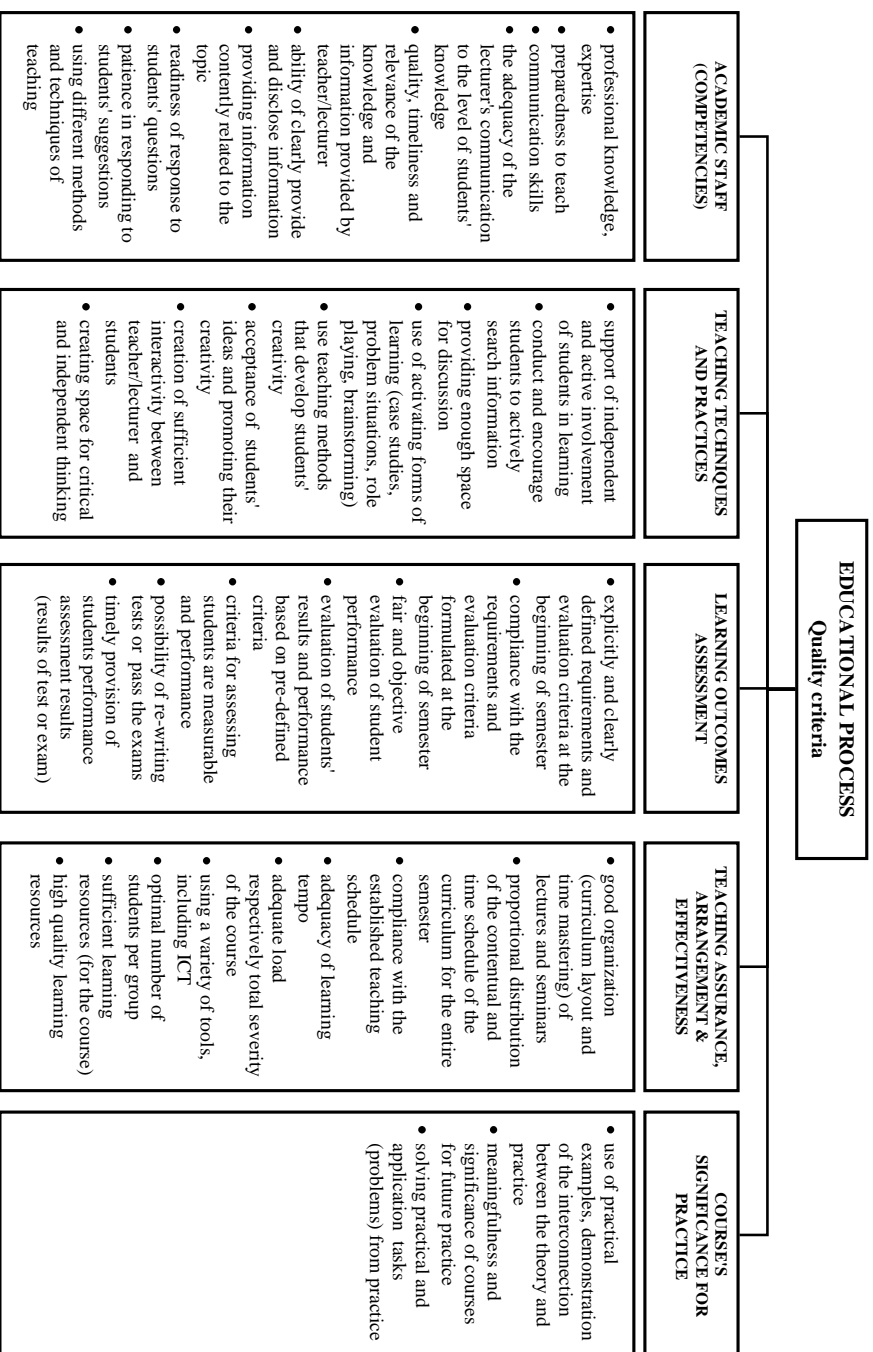 EDUCATIONAL PROCESS
Quality criteria
ACADEMIC STAFF
(COMPETENCIES)
• professional knowledge,
expertise
• preparedness to teach
• communication skills
• the adequacy of the
lecturer's communication
to the level of students'
knowledge
• quality, timeliness and
relevance of the
knowledge and
information provided by
teacher/lecturer
• ability of clearly provide
and disclose information
• providing information
contently related to the
topic
• readiness of response to
students' questions
• patience in responding to
students' suggestions
• using different methods
and techniques of
teaching
TEACHING TECHNIQUES
AND PRACTICES
• support of independent
and active involvement
of students in learning
• conduct and encourage
students to actively
search information
• providing enough space
for discussion
• use of activating forms of
learning (case studies,
problem situations, role
playing, brainstorming)
• use teaching methods
that develop students'
creativity
• acceptance of students'
ideas and promoting their
creativity
• creation of sufficient
interactivity between
teacher/lecturer and
students
• creating space for critical
and independent thinking
LEARNING OUTCOMES
ASSESSMENT
• explicitly and clearly
defined requirements and
evaluation criteria at the
beginning of semester
• compliance with the
requirements and
evaluation criteria
formulated at the
beginning of semester
• fair and objective
evaluation of student
performance
• evaluation of students'
results and performance
based on pre-defined
criteria
• criteria for assessing
students are measurable
and performance
• possibility of re-writing
tests or pass the exams
• timely provision of
students performance
assessment results
(results of test or exam)
TEACHING ASSURANCE,
ARRANGEMENT &
EFFECTIVENESS
• good organization
(curriculum layout and
time mastering) of
lectures and seminars
• proportional distribution
of the contentual and
time schedule of the
curriculum for the entire
semester
• compliance with the
established teaching
schedule
• adequacy of learning
tempo
• adequate load
respectively total severity
of the course
• using a variety of tools,
including ICT
• optimal number of
students per group
• sufficient learning
resources (for the course)
• high quality learning
resources
COURSE'S
SIGNIFICANCE FOR
PRACTICE
• use of practical
examples, demonstration
of the interconnection
between the theory and
practice
• meaningfulness and
significance of courses
for future practice
• solving practical and
application tasks
(problems) from practice